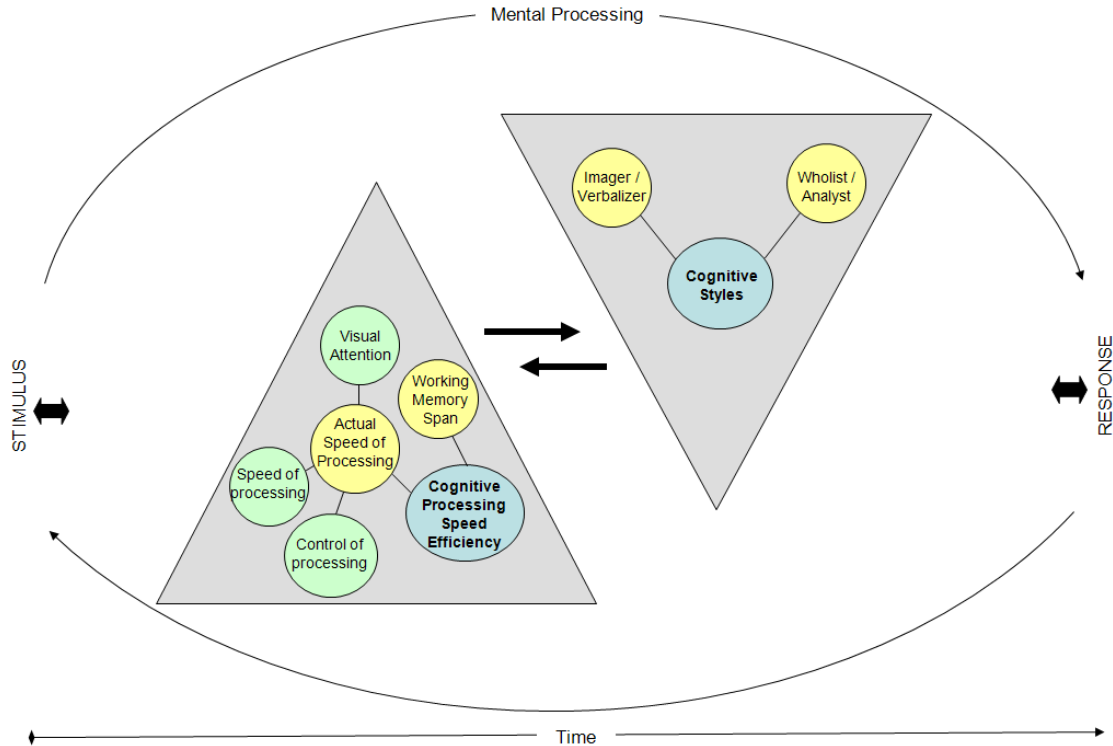 Mental Processing
Imager /
Verbalizer
Wholist /
Analyst
Cognitive
Styles
Visual
Attention
Working
Memory
Span
Actual
Speed of
Processing
Speed of
processing
Cognitive
Processing
Speed
Efficiency
Control of
processing
STIMULUS
RESPONSE
Time